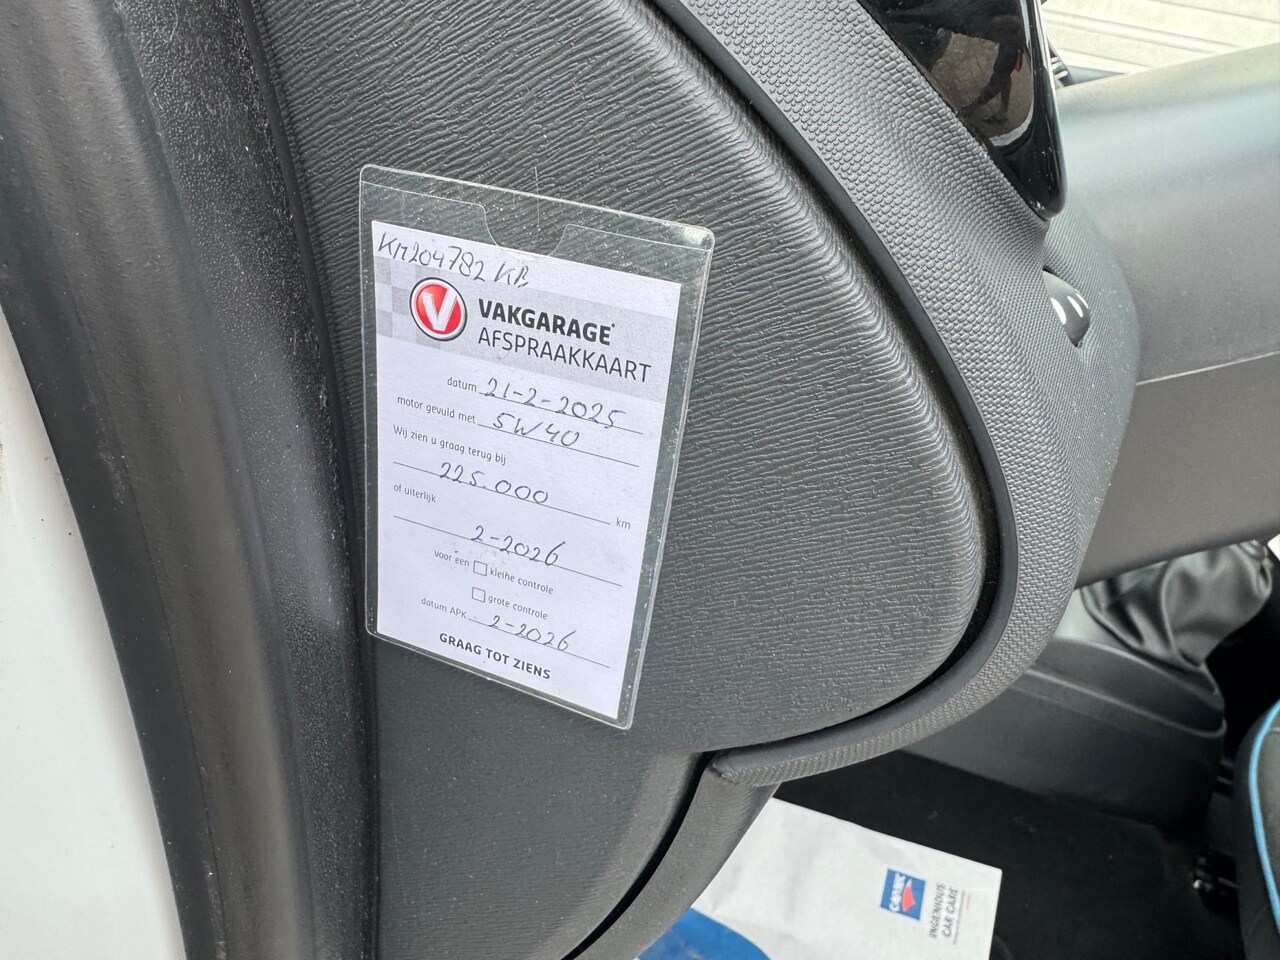 KM204782 KB
V VAKGARAGE
AFSPRAAKKAART
datum 21-2-2025
motor gevuld met 5W40
Wij zien u graag terug bij
225.000 km
of uiterlijk
2-2026
voor één kleine controle
grote controle
datum APK 2-2026
GRAAG TOT ZIENS
INGENIOUS
CAR CARE